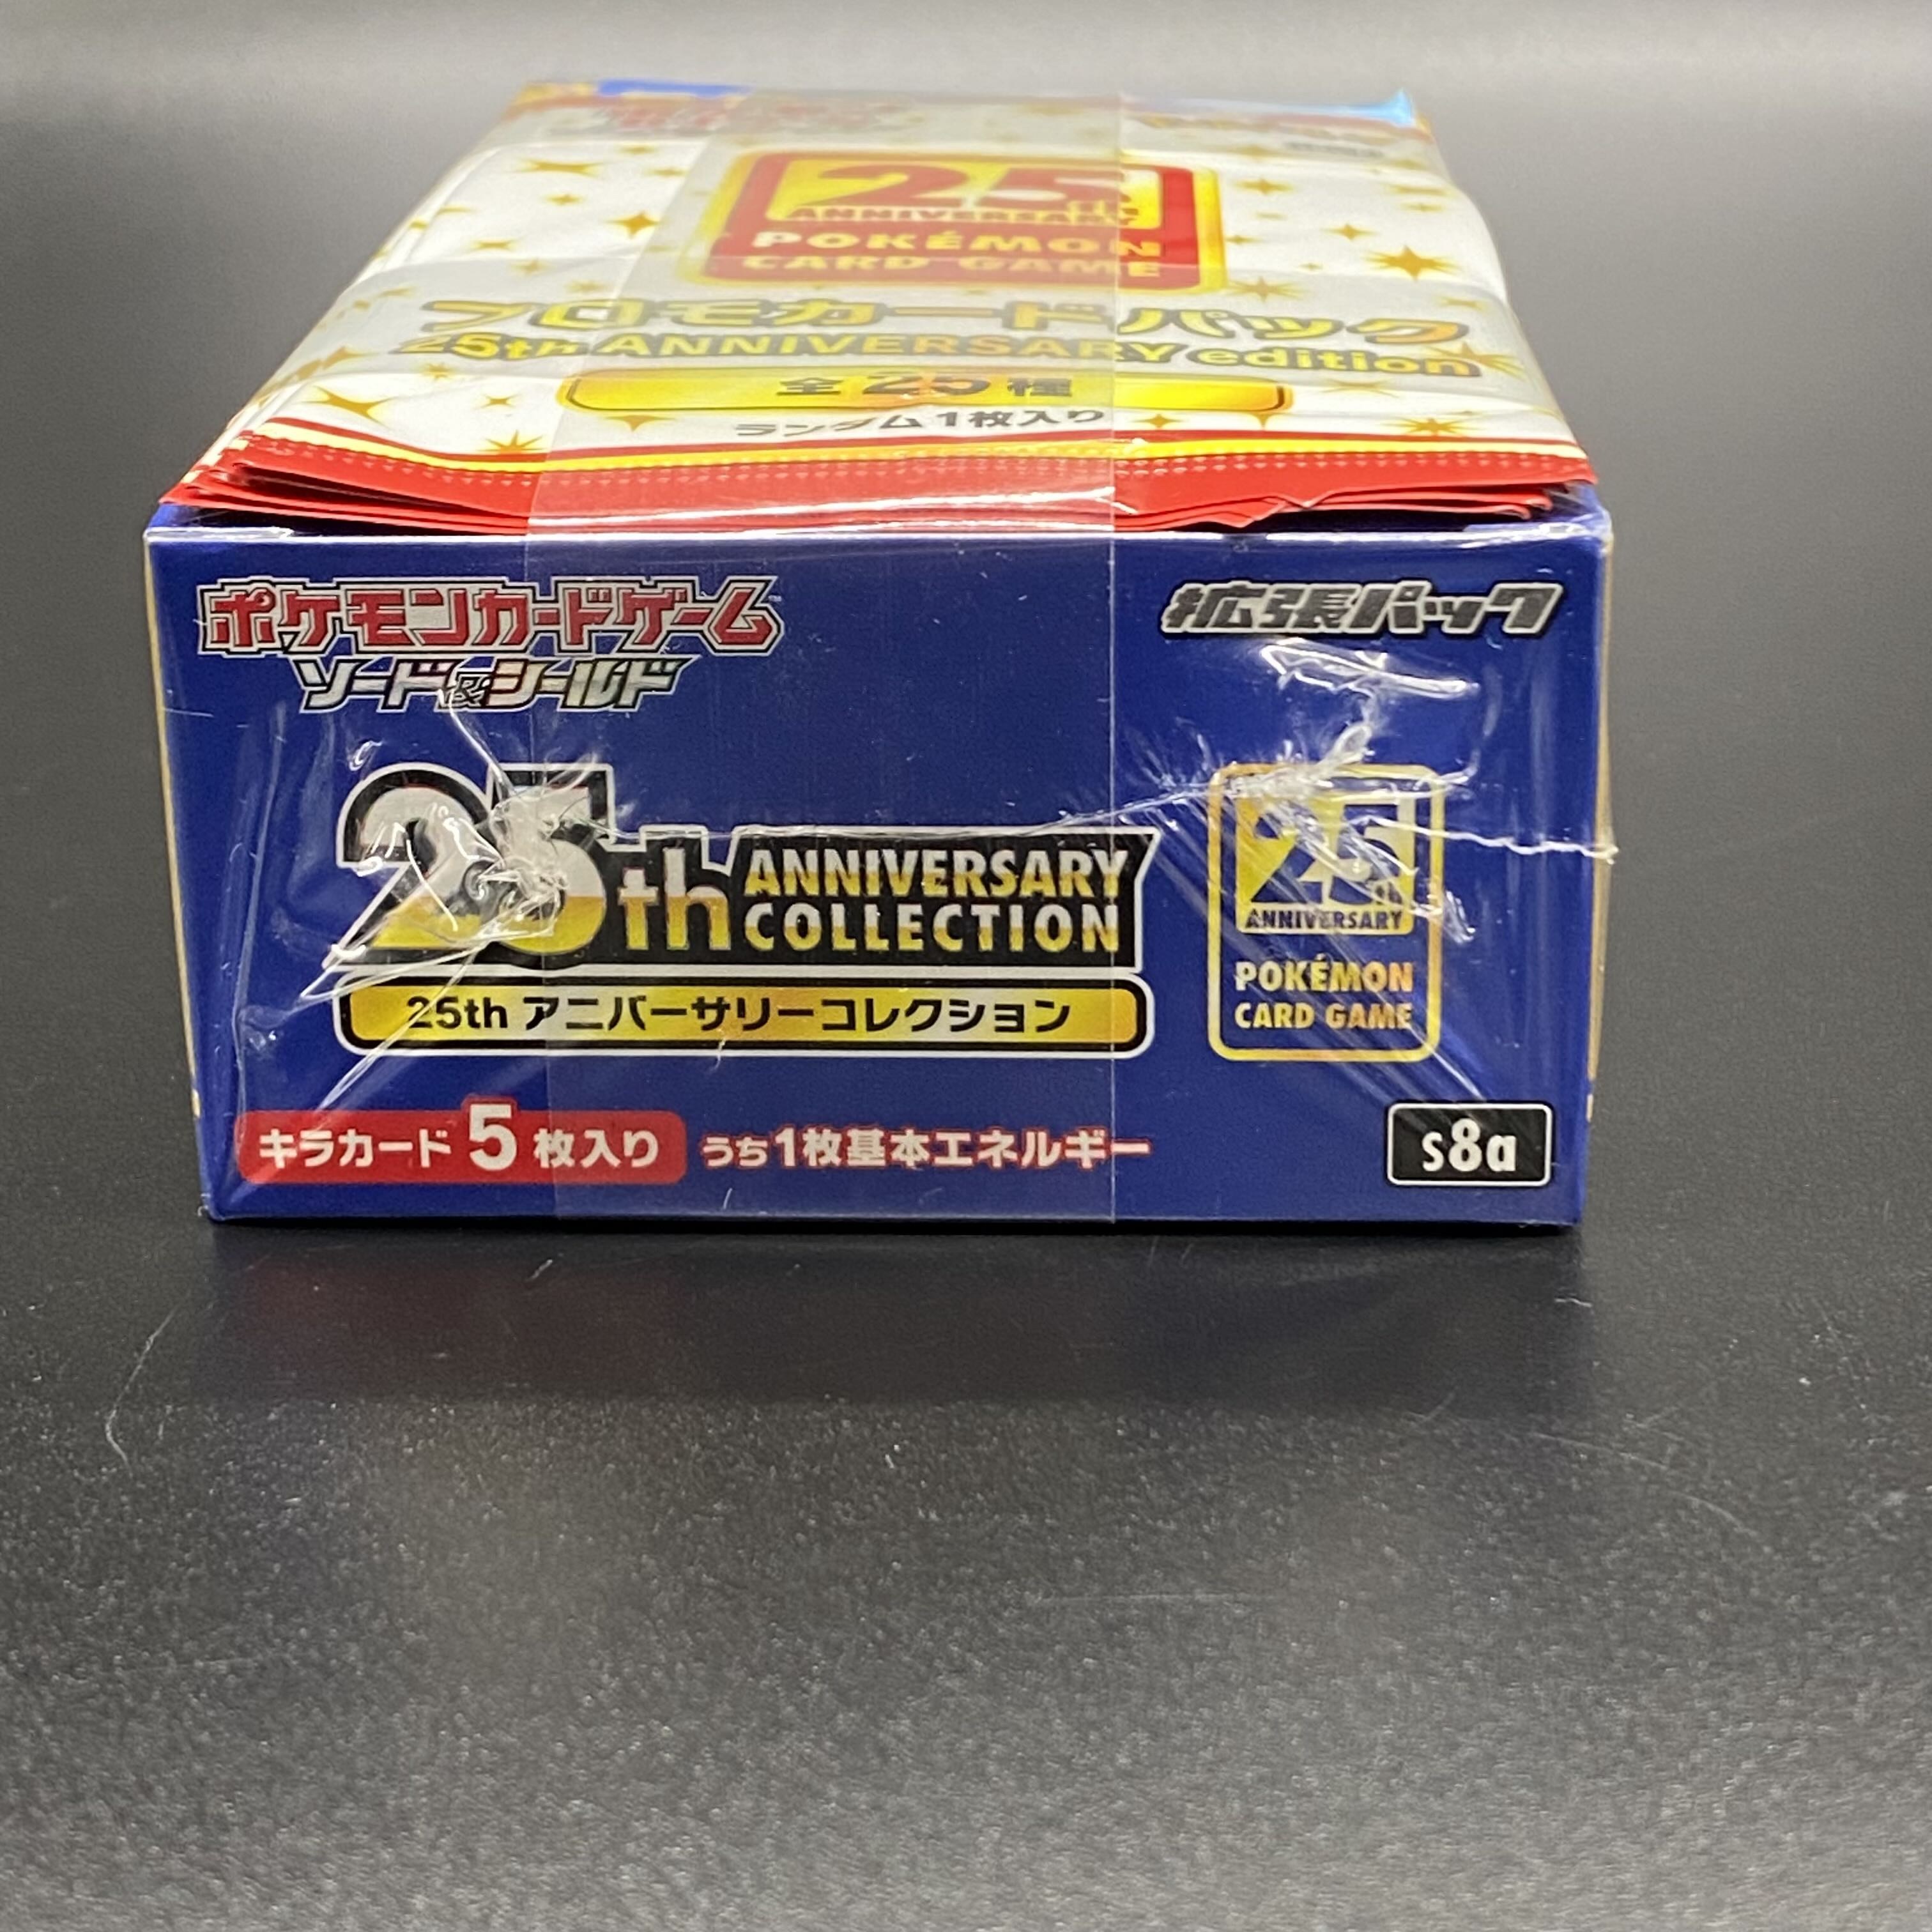 25th
ANNIVERSARY
POKÉMON
CARD GAME
プロモカードパック
25th ANNIVERSARY edition
全25種
ランダム1枚入り
ポケモンカードゲーム™
ソード&シールド
拡張パック
25th ANNIVERSARY
COLLECTION
25th アニバーサリーコレクション
25th
ANNIVERSARY
POKÉMON
CARD GAME
キラカード5枚入り うち1枚基本エネルギー
s8a